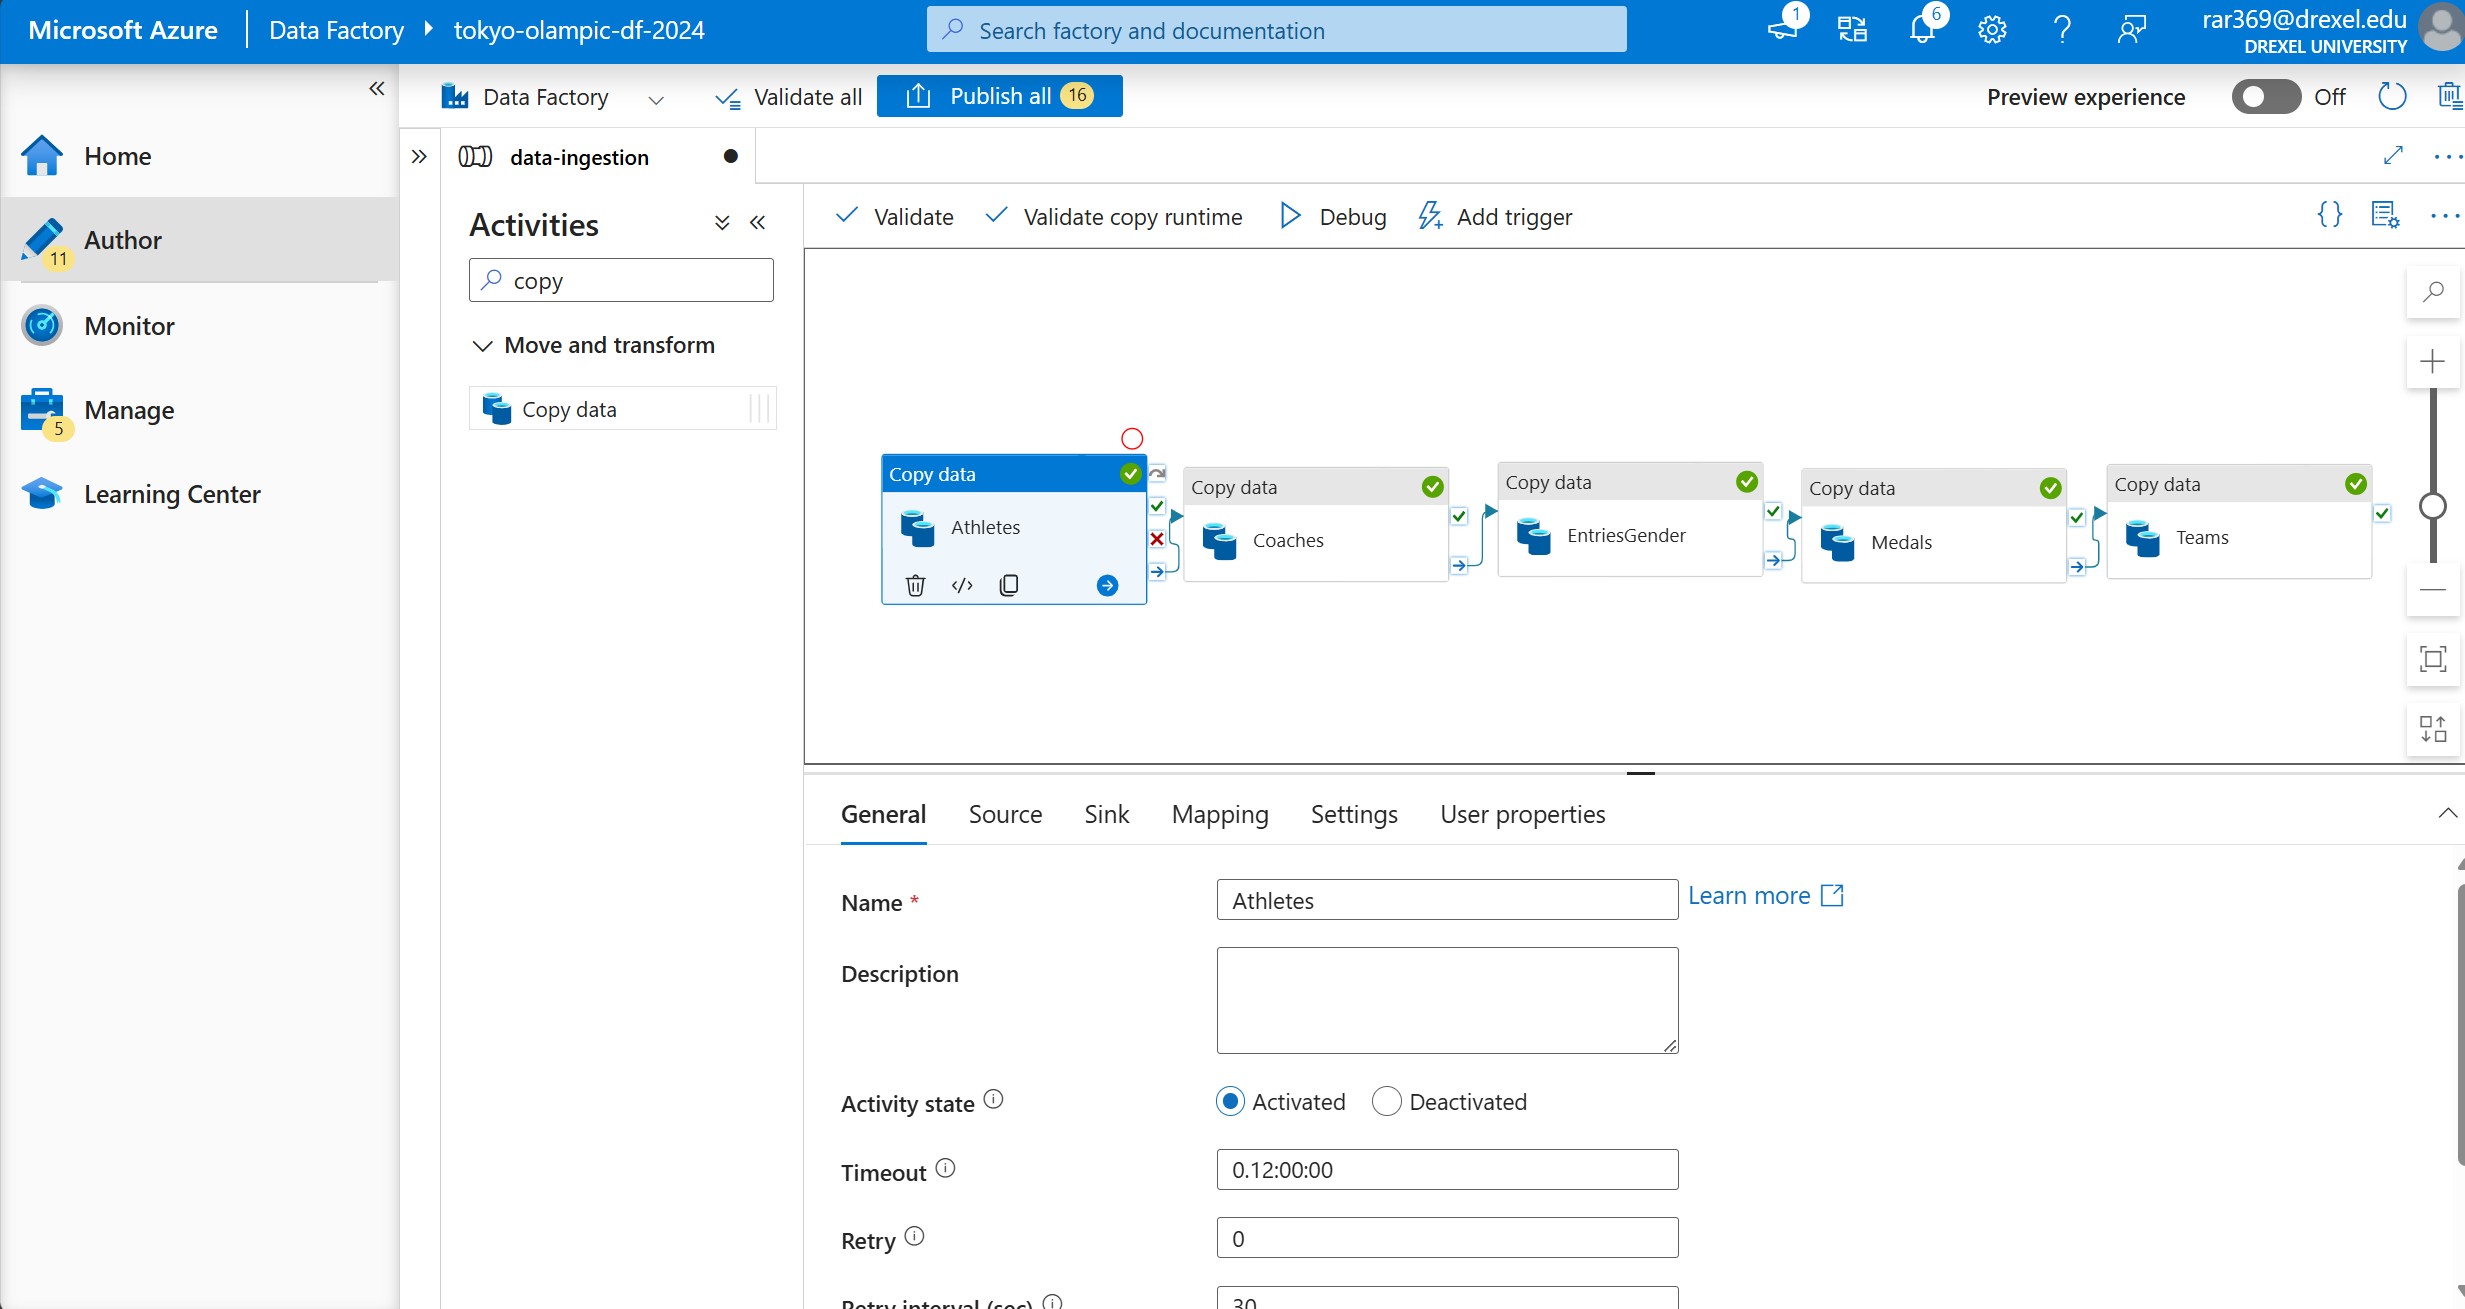 Microsoft Azure
Data Factory
tokyo-olampic-df-2024
Search factory and documentation
1
6
rar369@drexel.edu
DREXEL UNIVERSITY
Data Factory
Validate all
Publish all 16
Preview experience
Off
Home
Author
11
Monitor
Manage
5
Learning Center
data-ingestion
Activities
copy
Move and transform
Copy data
Validate
Validate copy runtime
Debug
Add trigger
Copy data
Athletes
Copy data
Coaches
Copy data
EntriesGender
Copy data
Medals
Copy data
Teams
General
Source
Sink
Mapping
Settings
User properties
Name *
Athletes
Learn more
Description
Activity state
Activated
Deactivated
Timeout
0.12:00:00
Retry
0
Retry interval (sec)
30